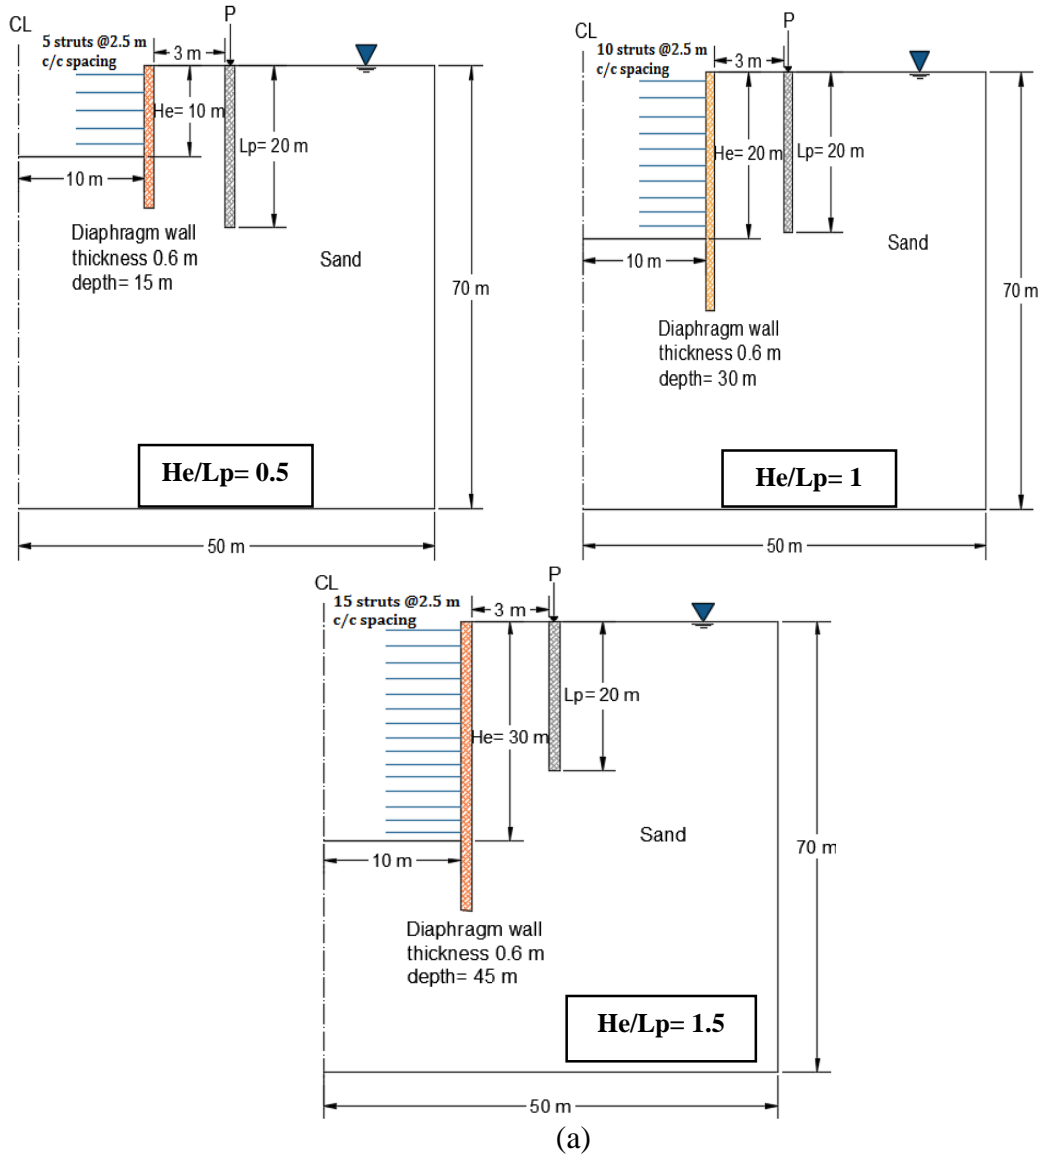 CL
P
5 struts @2.5 m
c/c spacing
3 m
He= 10 m
Lp= 20 m
10 m
Diaphragm wall
thickness 0.6 m
depth= 15 m
Sand
70 m
He/Lp= 0.5
50 m
CL
P
10 struts @2.5 m
c/c spacing
3 m
He= 20 m
Lp= 20 m
Sand
10 m
70 m
Diaphragm wall
thickness 0.6 m
depth= 30 m
He/Lp= 1
50 m
CL
P
15 struts @2.5 m
c/c spacing
3 m
Lp= 20 m
He= 30 m
Sand
70 m
10 m
Diaphragm wall
thickness 0.6 m
depth= 45 m
He/Lp= 1.5
50 m
(a)